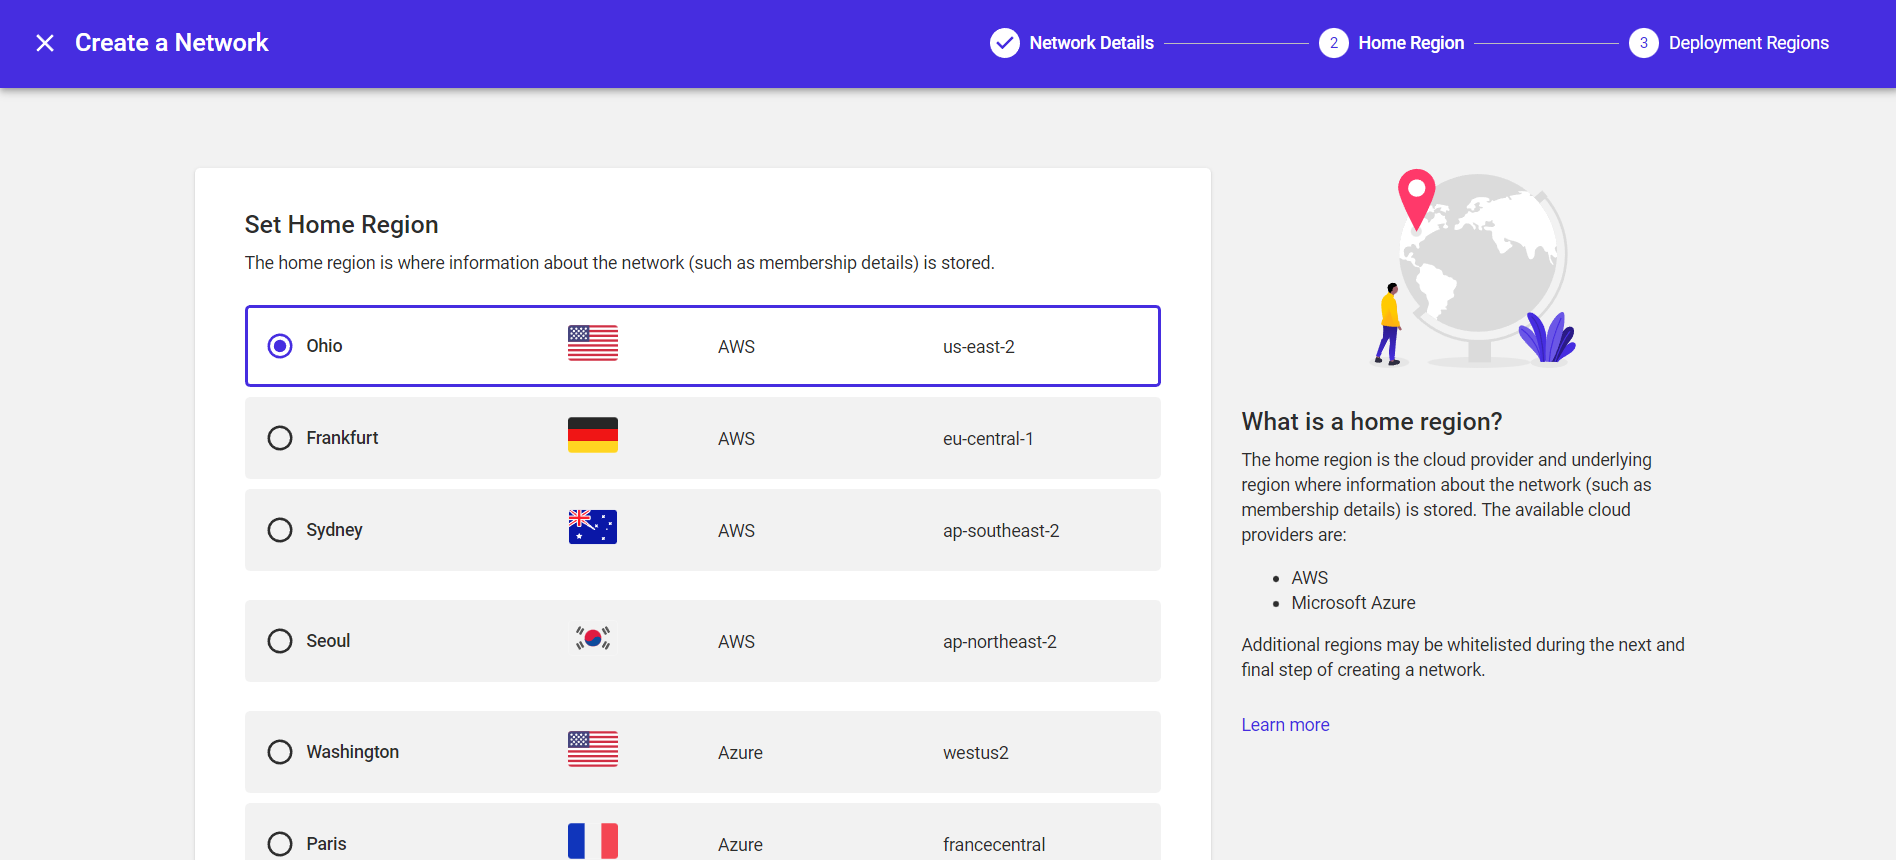 Create a Network
Network Details
2 Home Region
3 Deployment Regions
Set Home Region
The home region is where information about the network (such as membership details) is stored.
Ohio AWS us-east-2
Frankfurt AWS eu-central-1
Sydney AWS ap-southeast-2
Seoul AWS ap-northeast-2
Washington Azure westus2
Paris Azure francecentral
What is a home region?
The home region is the cloud provider and underlying
region where information about the network (such as
membership details) is stored. The available cloud
providers are:
• AWS
• Microsoft Azure
Additional regions may be whitelisted during the next and
final step of creating a network.
Learn more